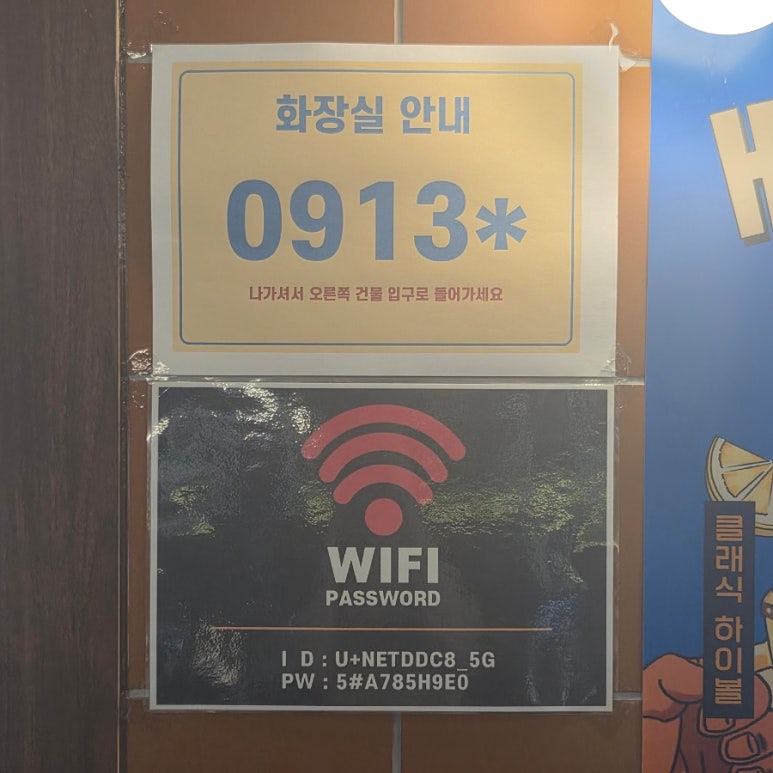 화장실 안내
0913*
나가셔서 오른쪽 건물 입구로 들어가세요
WIFI
PASSWORD
I D : U+NETDDC8_5G
PW : 5#A785H9E0
H
클래식 하이볼